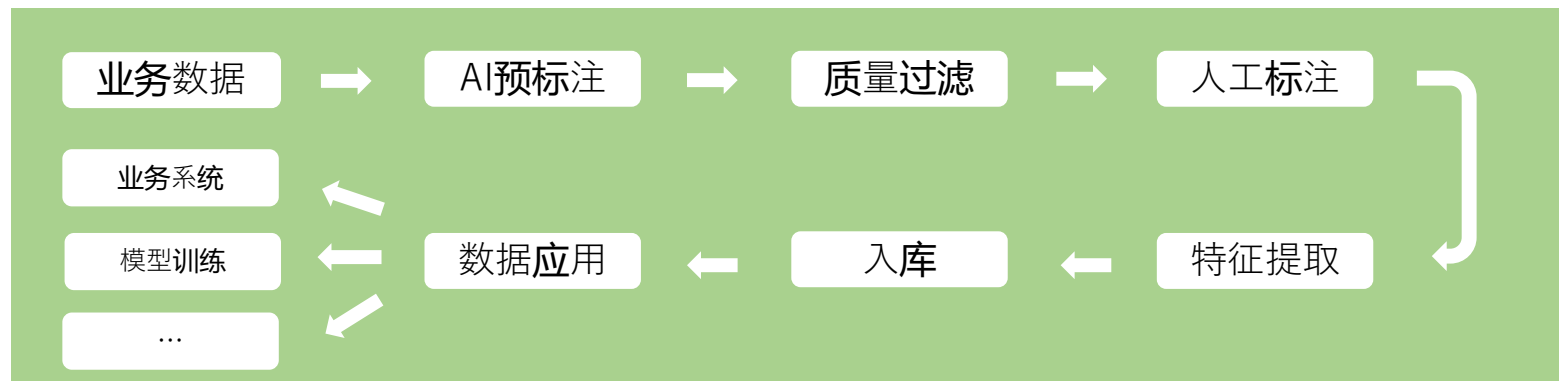 业务数据
AI预标注
质量过滤
人工标注
特征提取
入库
数据应用
业务系统
模型训练
...